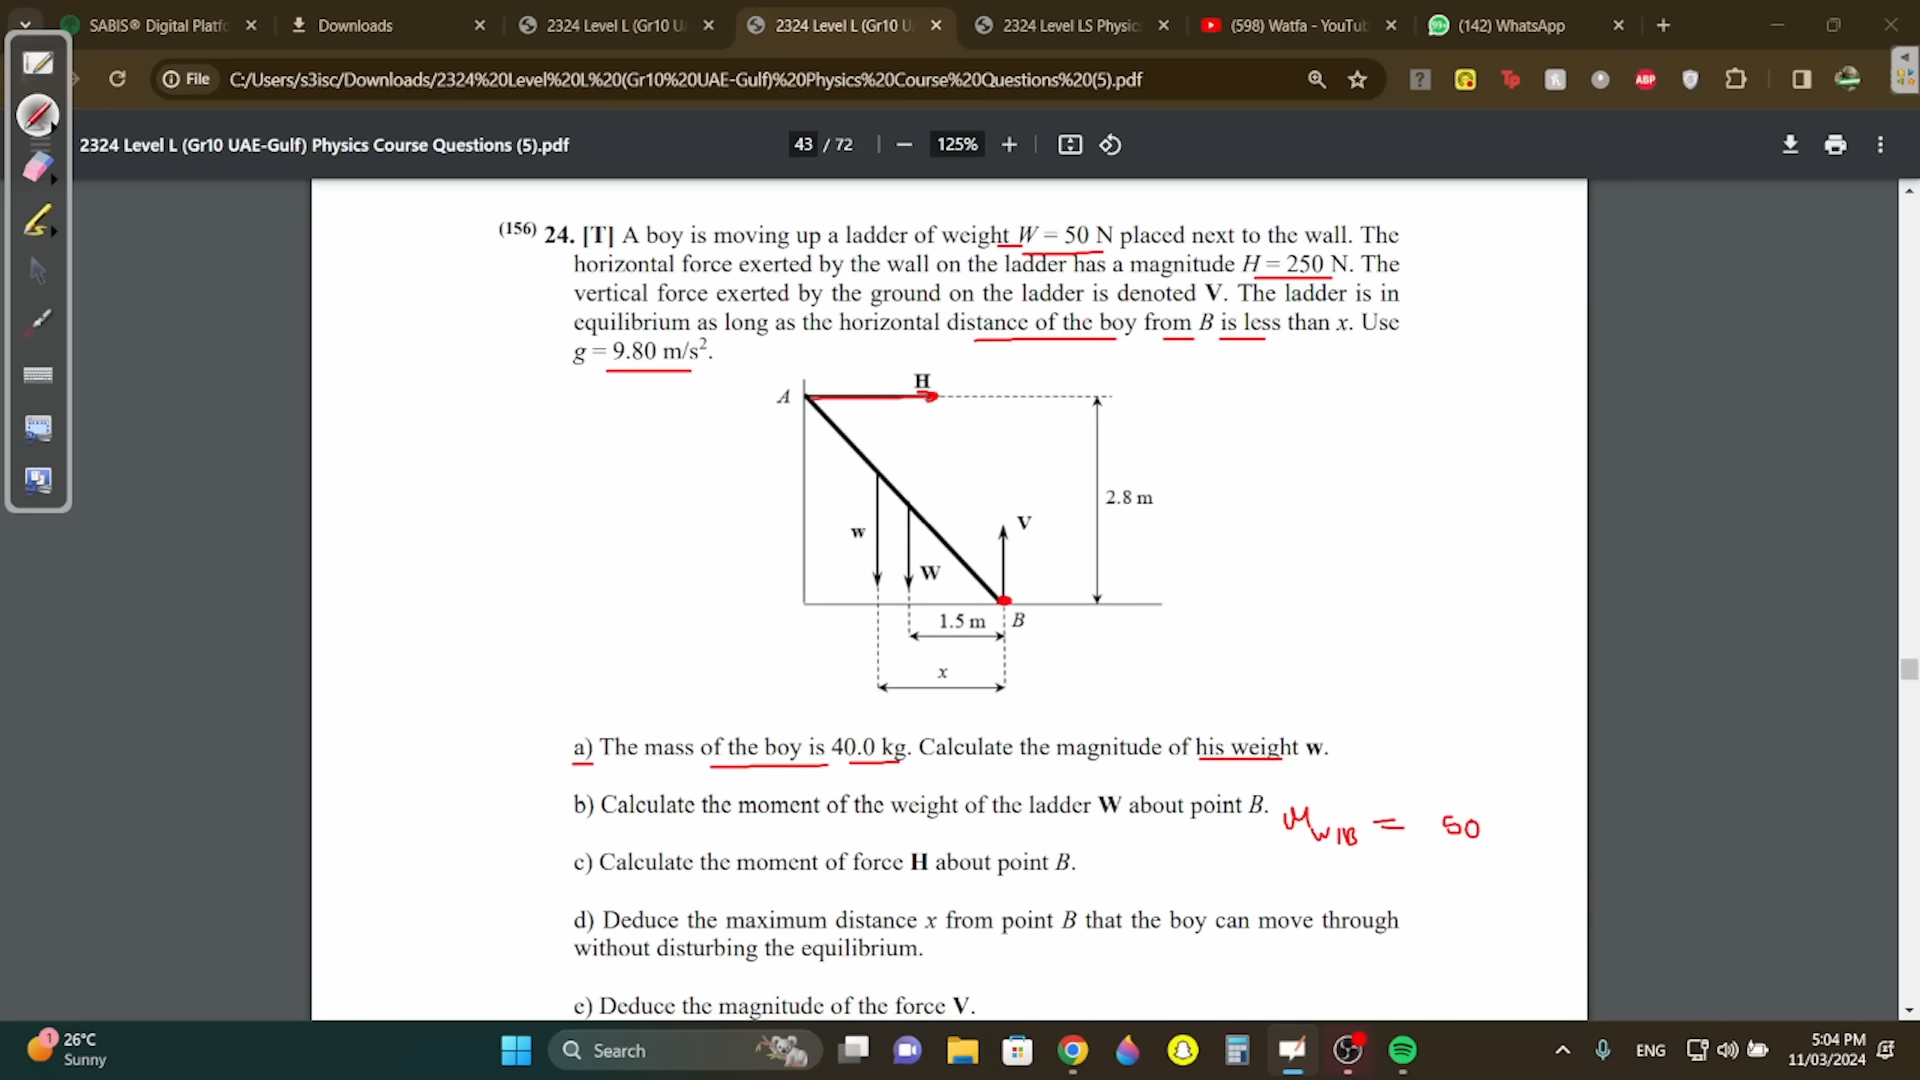 SABIS® Digital Platfo
Downloads
2324 Level L (Gr10 U
2324 Level L (Gr10 U
2324 Level LS Physic
(598) Watfa - YouTub
99+
(142) WhatsApp
File
C:/Users/s3isc/Downloads/2324%20Level%20L%20(Gr10%20UAE-Gulf)%20Physics%20Course%20Questions%20(5).pdf
Tp
ABP
2324 Level L (Gr10 UAE-Gulf) Physics Course Questions (5).pdf
43 / 72
125%
(156) 24. [T] A boy is moving up a ladder of weight W = 50 N placed next to the wall. The
horizontal force exerted by the wall on the ladder has a magnitude H = 250 N. The
vertical force exerted by the ground on the ladder is denoted V. The ladder is in
equilibrium as long as the horizontal distance of the boy from B is less than x. Use
g = 9.80 m/s².
H
A
2.8 m
V
w
W
1.5 m
B
x
a) The mass of the boy is 40.0 kg. Calculate the magnitude of his weight w.
b) Calculate the moment of the weight of the ladder W about point B.
M W/B = 50
c) Calculate the moment of force H about point B.
d) Deduce the maximum distance x from point B that the boy can move through
without disturbing the equilibrium.
e) Deduce the magnitude of the force V.
1
26°C
Sunny
Search
ENG
5:04 PM
11/03/2024